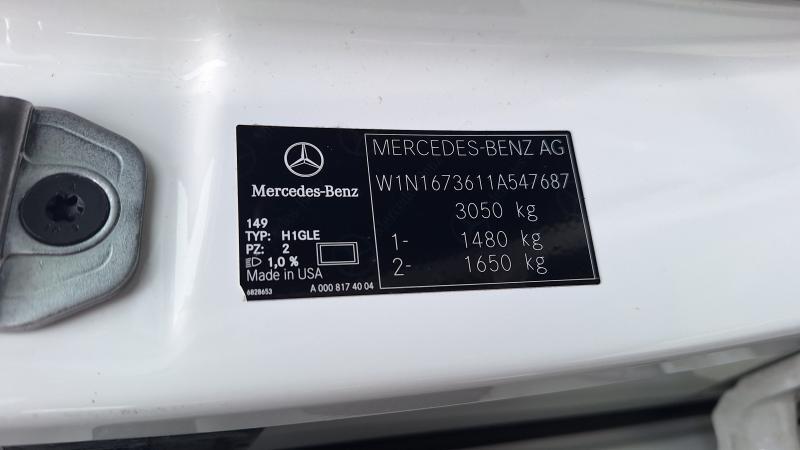 Mercedes-Benz
149
TYP: H1GLE
PZ: 2
1,0 %
Made in USA
6828653
A 000 817 40 04
MERCEDES-BENZ AG
W1N1673611A547687
3050 kg
1- 1480 kg
2- 1650 kg